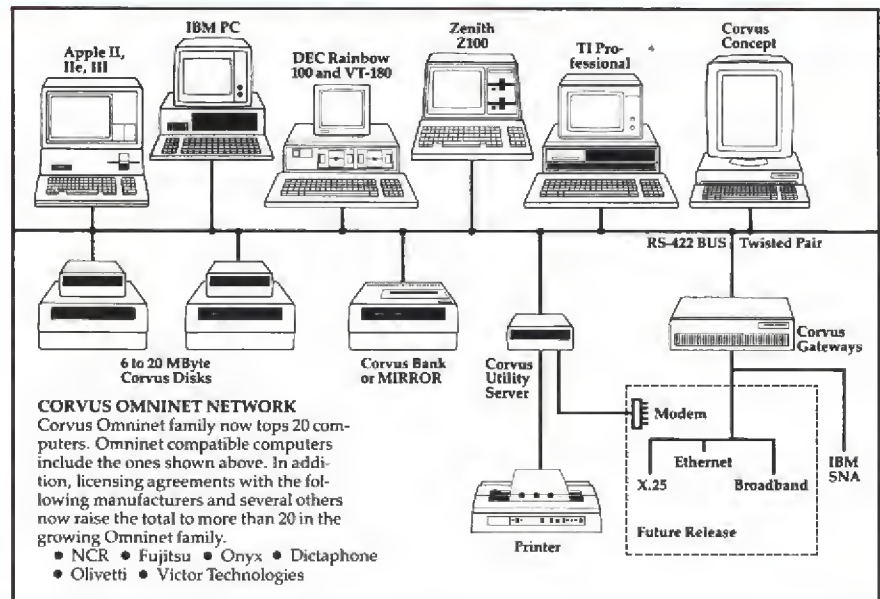 Apple II,
IIe, III
IBM PC
DEC Rainbow
100 and VT-180
Zenith
Z100
TI Pro-
fessional
Corvus
Concept
RS-422 BUS Twisted Pair
6 to 20 MByte
Corvus Disks
Corvus Bank
or MIRROR
Corvus
Utility
Server
Corvus
Gateways
Modem
Ethernet
X.25
Broadband
IBM
SNA
Future Release
Printer
CORVUS OMNINET NETWORK
Corvus Omninet family now tops 20 com-
puters. Omninet compatible computers
include the ones shown above. In addi-
tion, licensing agreements with the fol-
lowing manufacturers and several others
now raise the total to more than 20 in the
growing Omninet family.
● NCR ● Fujitsu ● Onyx ● Dictaphone
● Olivetti ● Victor Technologies